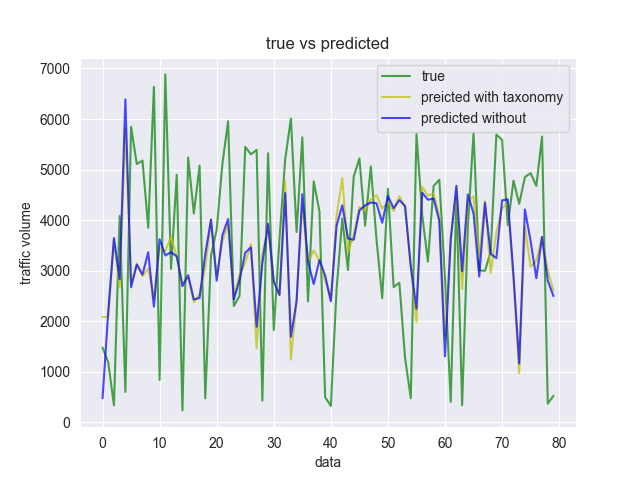 true vs predicted
true
preicted with taxonomy
predicted without
traffic volume
7000
6000
5000
4000
3000
2000
1000
0
0 10 20 30 40 50 60 70 80
data